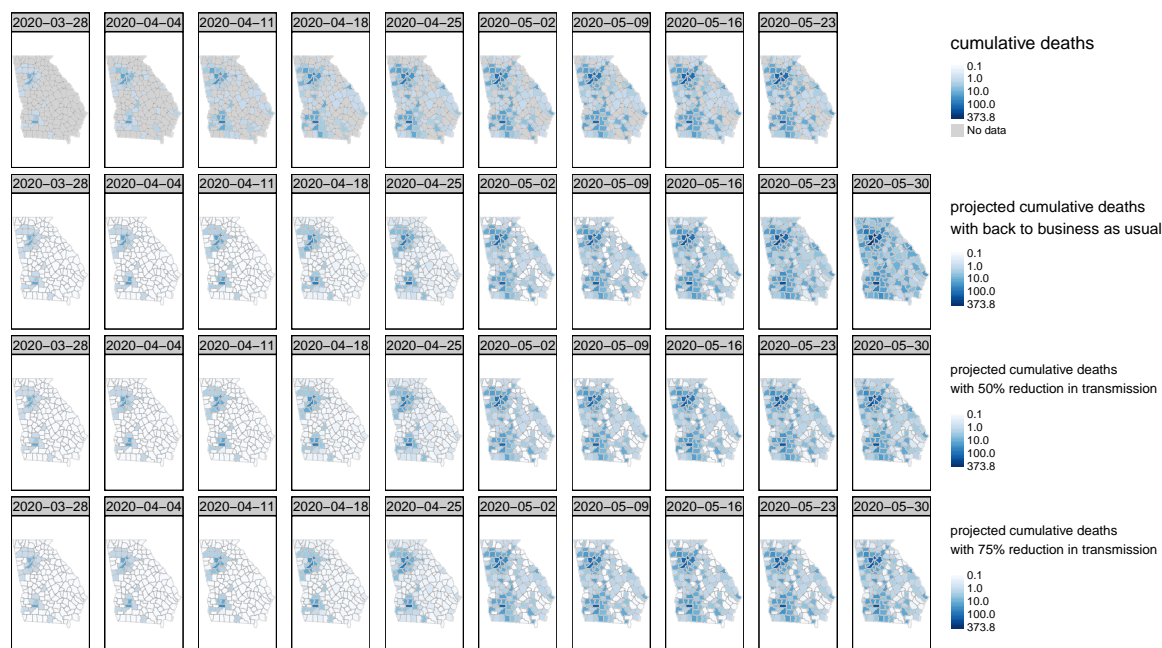 2020−03−28 2020−04−04 2020−04−11 2020−04−18 2020−04−25 2020−05−02 2020−05−09 2020−05−16 2020−05−23
cumulative deaths
0.1
1.0
10.0
100.0
373.8
No data
2020−03−28 2020−04−04 2020−04−11 2020−04−18 2020−04−25 2020−05−02 2020−05−09 2020−05−16 2020−05−23 2020−05−30
projected cumulative deaths
with back to business as usual
0.1
1.0
10.0
100.0
373.8
2020−03−28 2020−04−04 2020−04−11 2020−04−18 2020−04−25 2020−05−02 2020−05−09 2020−05−16 2020−05−23 2020−05−30
projected cumulative deaths
with 50% reduction in transmission
0.1
1.0
10.0
100.0
373.8
2020−03−28 2020−04−04 2020−04−11 2020−04−18 2020−04−25 2020−05−02 2020−05−09 2020−05−16 2020−05−23 2020−05−30
projected cumulative deaths
with 75% reduction in transmission
0.1
1.0
10.0
100.0
373.8